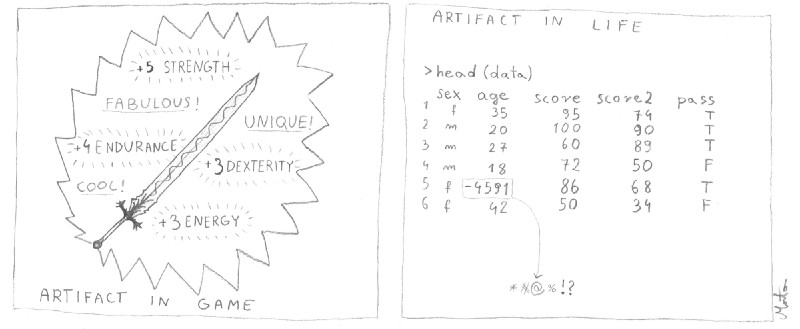 +5 STRENGTH
FABULOUS!
UNIQUE!
+4 ENDURANCE
+3 DEXTERITY
COOL!
+3 ENERGY
ARTIFACT IN GAME
ARTIFACT IN LIFE
>head(data)
sex age score score2 pass
1 f 35 95 74 T
2 m 20 100 90 T
3 m 27 60 89 T
4 m 18 72 50 F
5 f -4591 86 68 T
6 f 42 50 34 F
*%@%!?